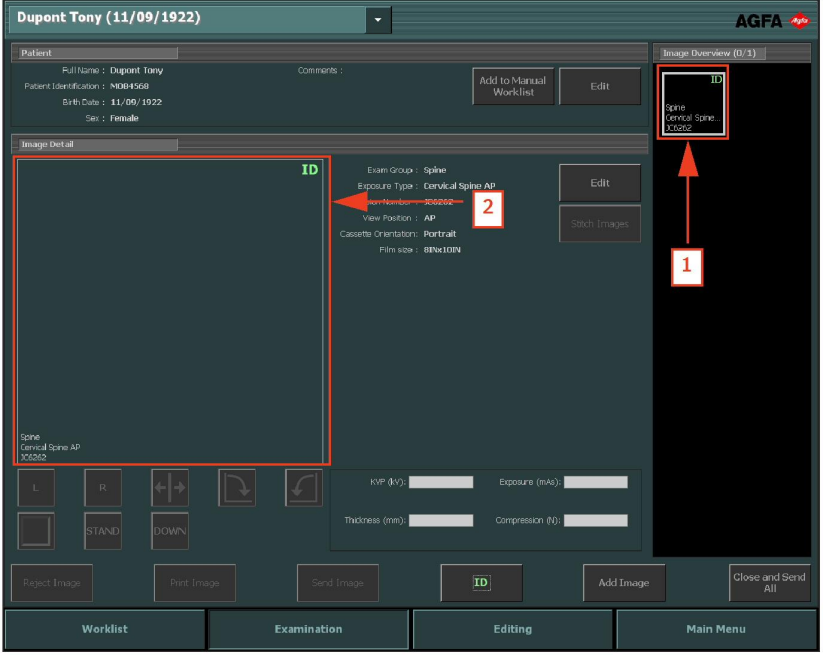 Dupont Tony (11/09/1922)
AGFA
Patient
Full Name : Dupont Tony
Comments :
Patient Identification : MOB4568
Birth Date : 11/09/1922
Sex : Female
Add to Manual
Worklist
Edit
Image Overview (0/1)
ID
Spine
Cervical Spine...
JC6262
1
Image Detail
ID
Spine
Cervical Spine AP
JC6262
Exam Group : Spine
Exposure Type : Cervical Spine AP
Number : JC6262
View Position : AP
Cassette Orientation: Portrait
Film size : 8INx10IN
2
Edit
Stitch Images
L
R
STAND
DOWN
KVP (kV):
Exposure (mAs):
Thickness (mm):
Compression (N):
Reject Image
Print Image
Send Image
ID
Add Image
Close and Send
All
Worklist
Examination
Editing
Main Menu